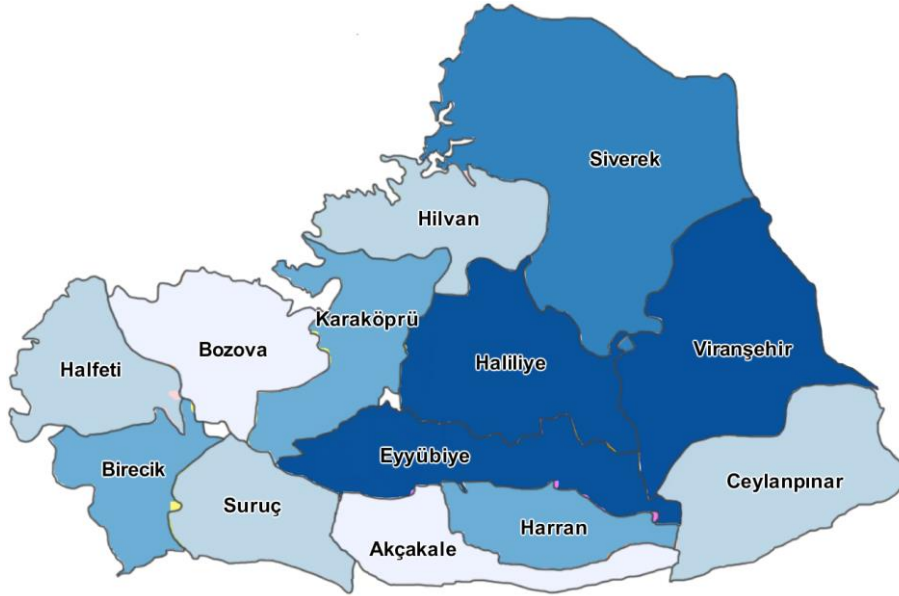 Siverek
Hilvan
Karaköprü
Bozova
Viranşehir
Haliliye
Halfeti
Eyyübiye
Birecik
Ceylanpınar
Suruç
Harran
Akçakale